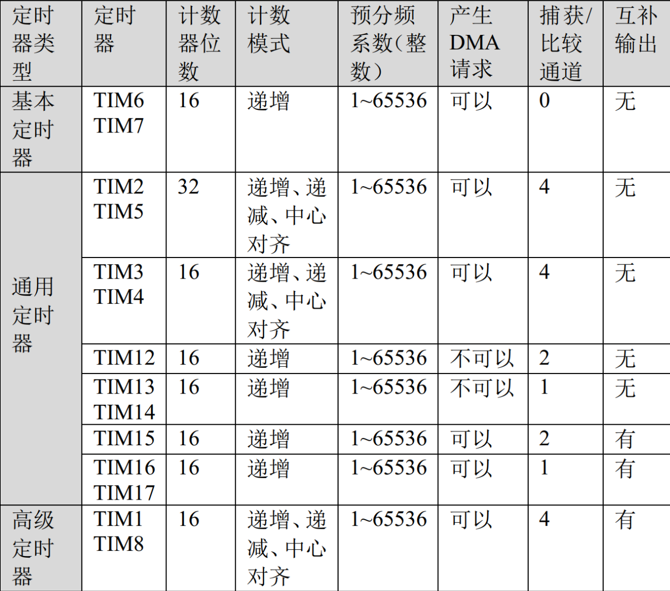 定时器类型 定时器 计数器位数 计数模式 预分频系数(整数) 产生DMA请求 捕获/比较通道 互补输出
基本定时器 TIM6 TIM7 16 递增 1~65536 可以 0 无
通用定时器 TIM2 TIM5 32 递增、递减、中心对齐 1~65536 可以 4 无
TIM3 TIM4 16 递增、递减、中心对齐 1~65536 可以 4 无
TIM12 16 递增 1~65536 不可以 2 无
TIM13 TIM14 16 递增 1~65536 不可以 1 无
TIM15 16 递增 1~65536 可以 2 有
TIM16 TIM17 16 递增 1~65536 可以 1 有
高级定时器 TIM1 TIM8 16 递增、递减、中心对齐 1~65536 可以 4 有